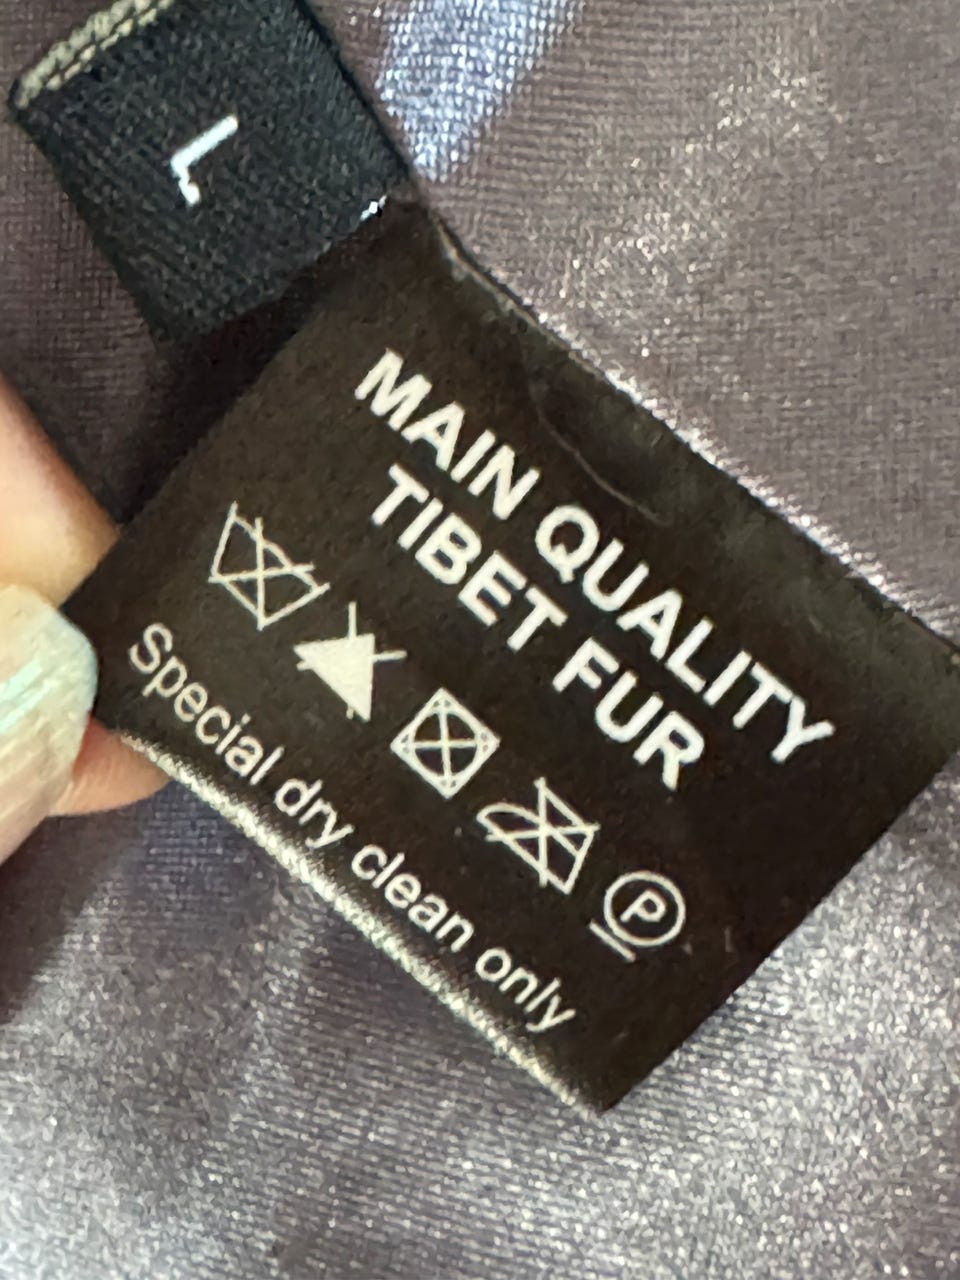 L
MAIN QUALITY
TIBET FUR
P
Special dry clean only